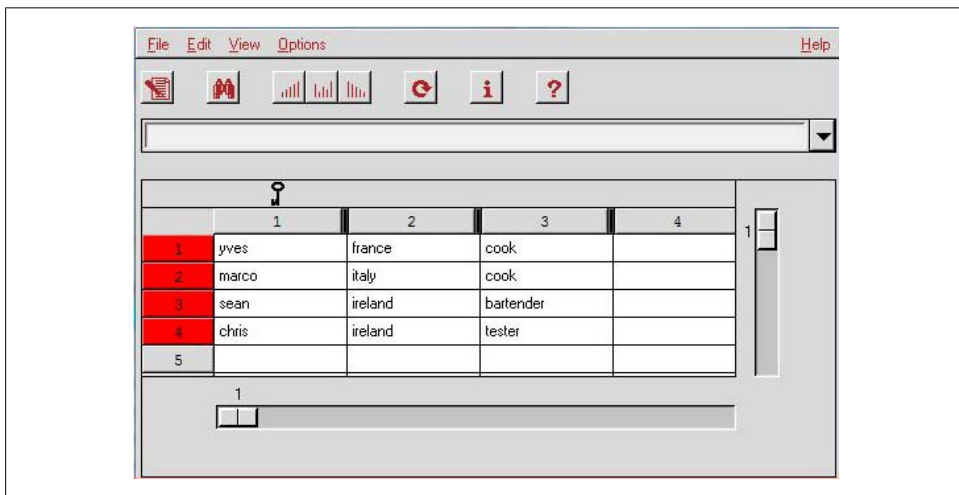 File Edit View Options Help
i ?
1 2 3 4 1
1 yves france cook
2 marco italy cook
3 sean ireland bartender
4 chris ireland tester
5
1